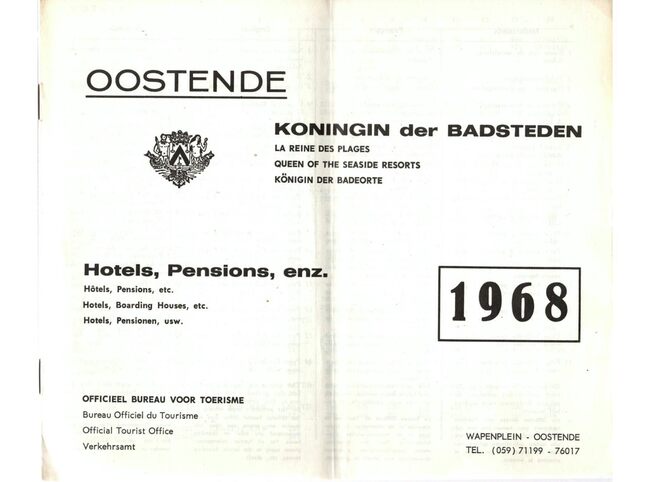 OOSTENDE
KONINGIN der BADSTEDEN
LA REINE DES PLAGES
QUEEN OF THE SEASIDE RESORTS
KÖNIGIN DER BADEORTE
Hotels, Pensions, enz.
Hôtels, Pensions, etc.
Hotels, Boarding Houses, etc.
Hotels, Pensionen, usw.
1968
OFFICIEEL BUREAU VOOR TOERISME
Bureau Officiel du Tourisme
Official Tourist Office
Verkehrsamt
WAPENPLEIN - OOSTENDE
TEL. (059) 71199 - 76017